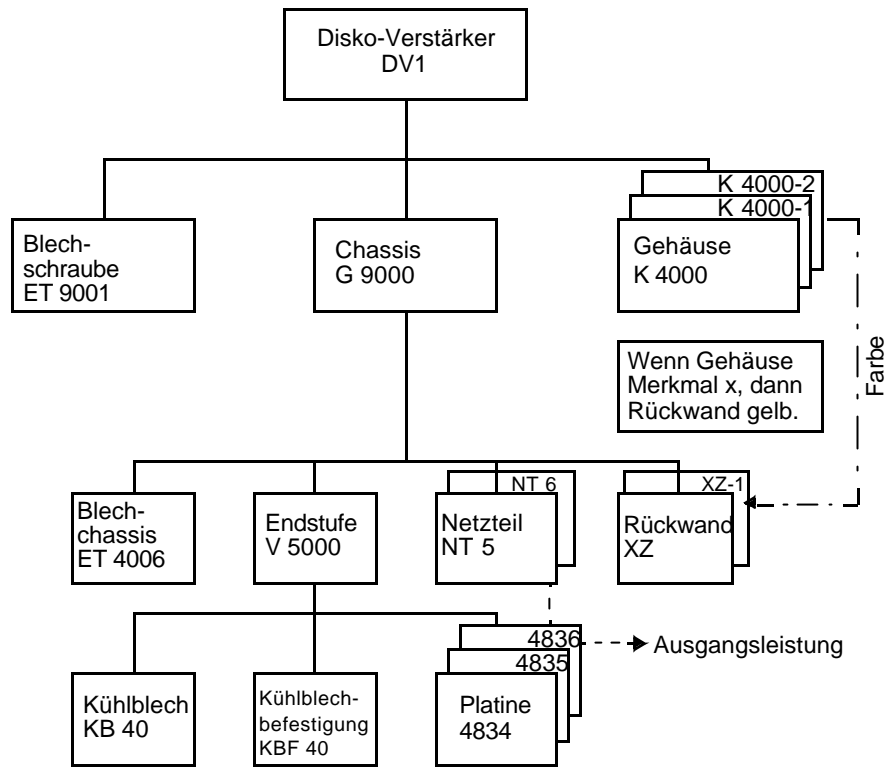 Disko-Verstärker
DV1
K 4000-2
K 4000-1
Blech-
schraube
ET 9001
Chassis
G 9000
Gehäuse
K 4000
Wenn Gehäuse
Merkmal x, dann
Rückwand gelb.
Farbe
NT 6
XZ-1
Blech-
chassis
ET 4006
Endstufe
V 5000
Netzteil
NT 5
Rückwand
XZ
4836
4835
Ausgangsleistung
Kühlblech
KB 40
Kühlblech-
befestigung
KBF 40
Platine
4834